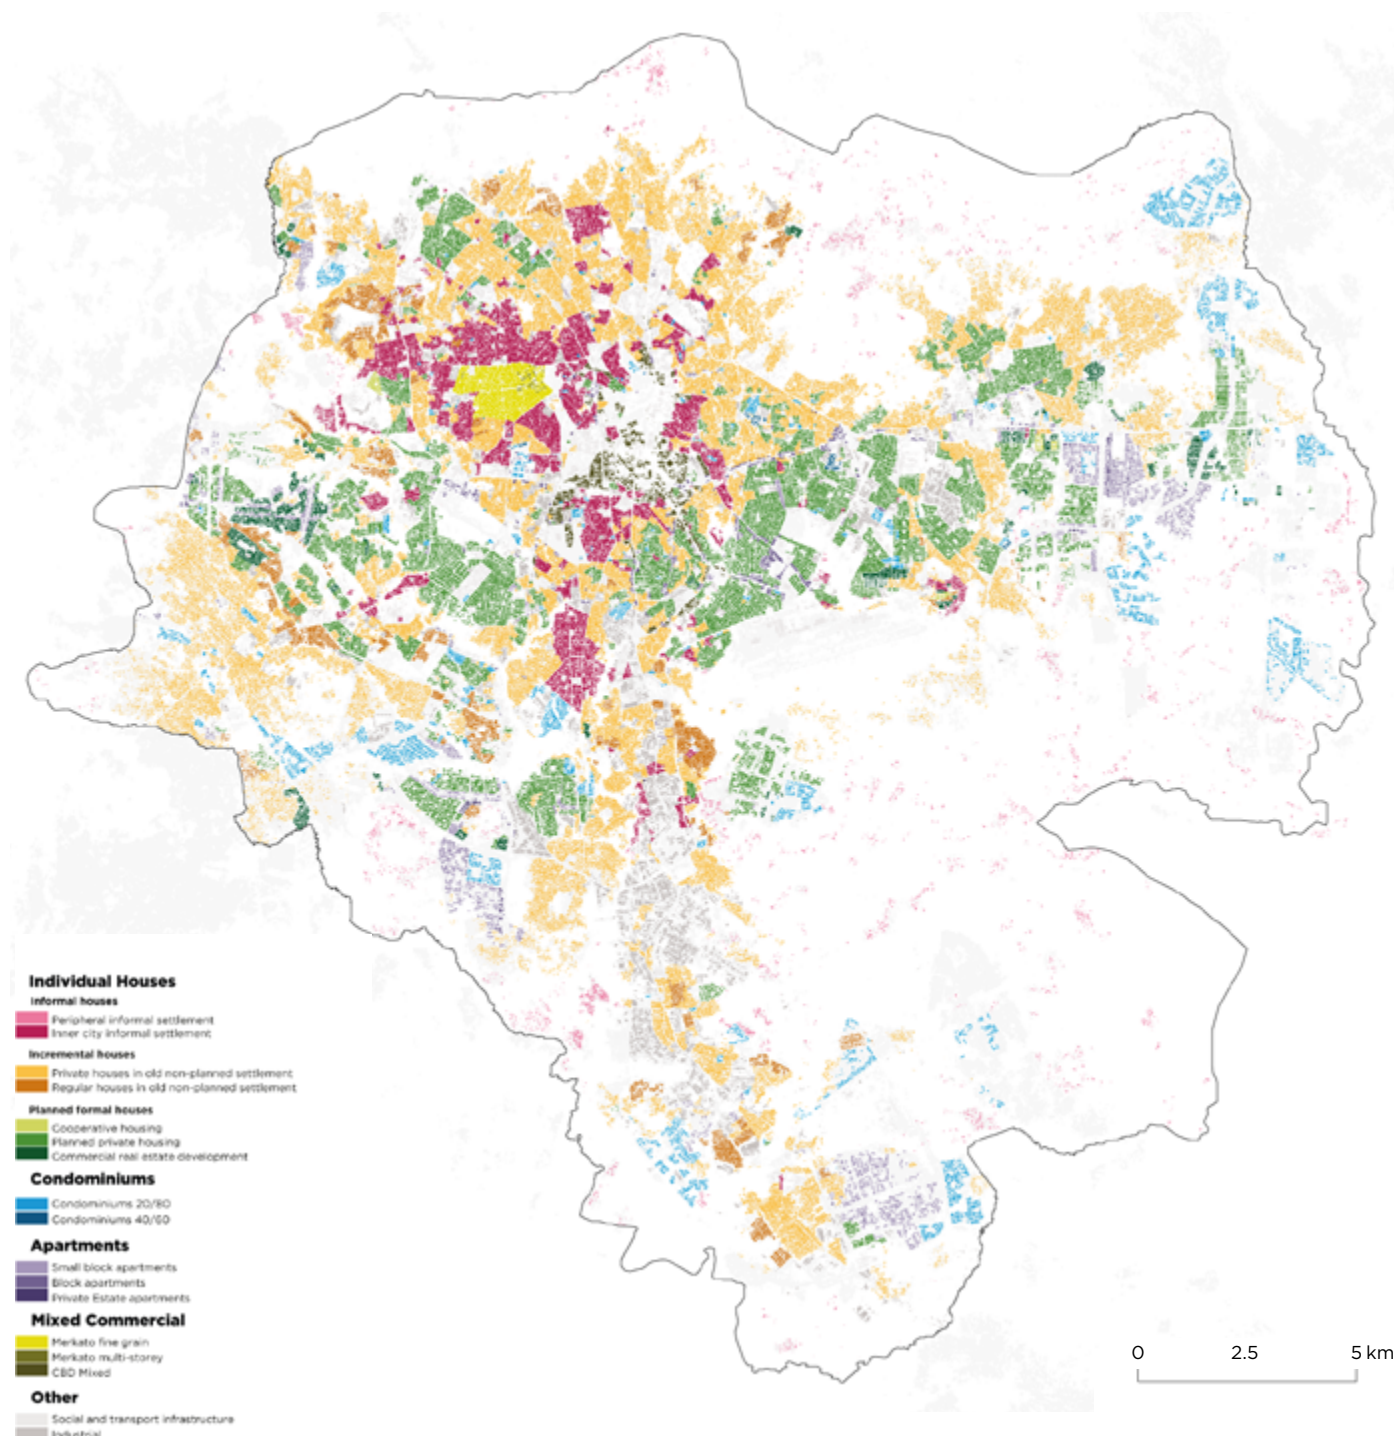 Individual Houses
Informal houses
Peripheral informal settlement
Inner city informal settlement
Incremental houses
Private houses in old non-planned settlement
Regular houses in old non-planned settlement
Planned formal houses
Cooperative housing
Planned private housing
Commercial real estate development
Condominiums
Condominiums 20/80
Condominiums 40/60
Apartments
Small block apartments
Block apartments
Private Estate apartments
Mixed Commercial
Merkato fine grain
Merkato multi-storey
CBD Mixed
Other
Social and transport infrastructure
Industrial
0 2.5 5 km